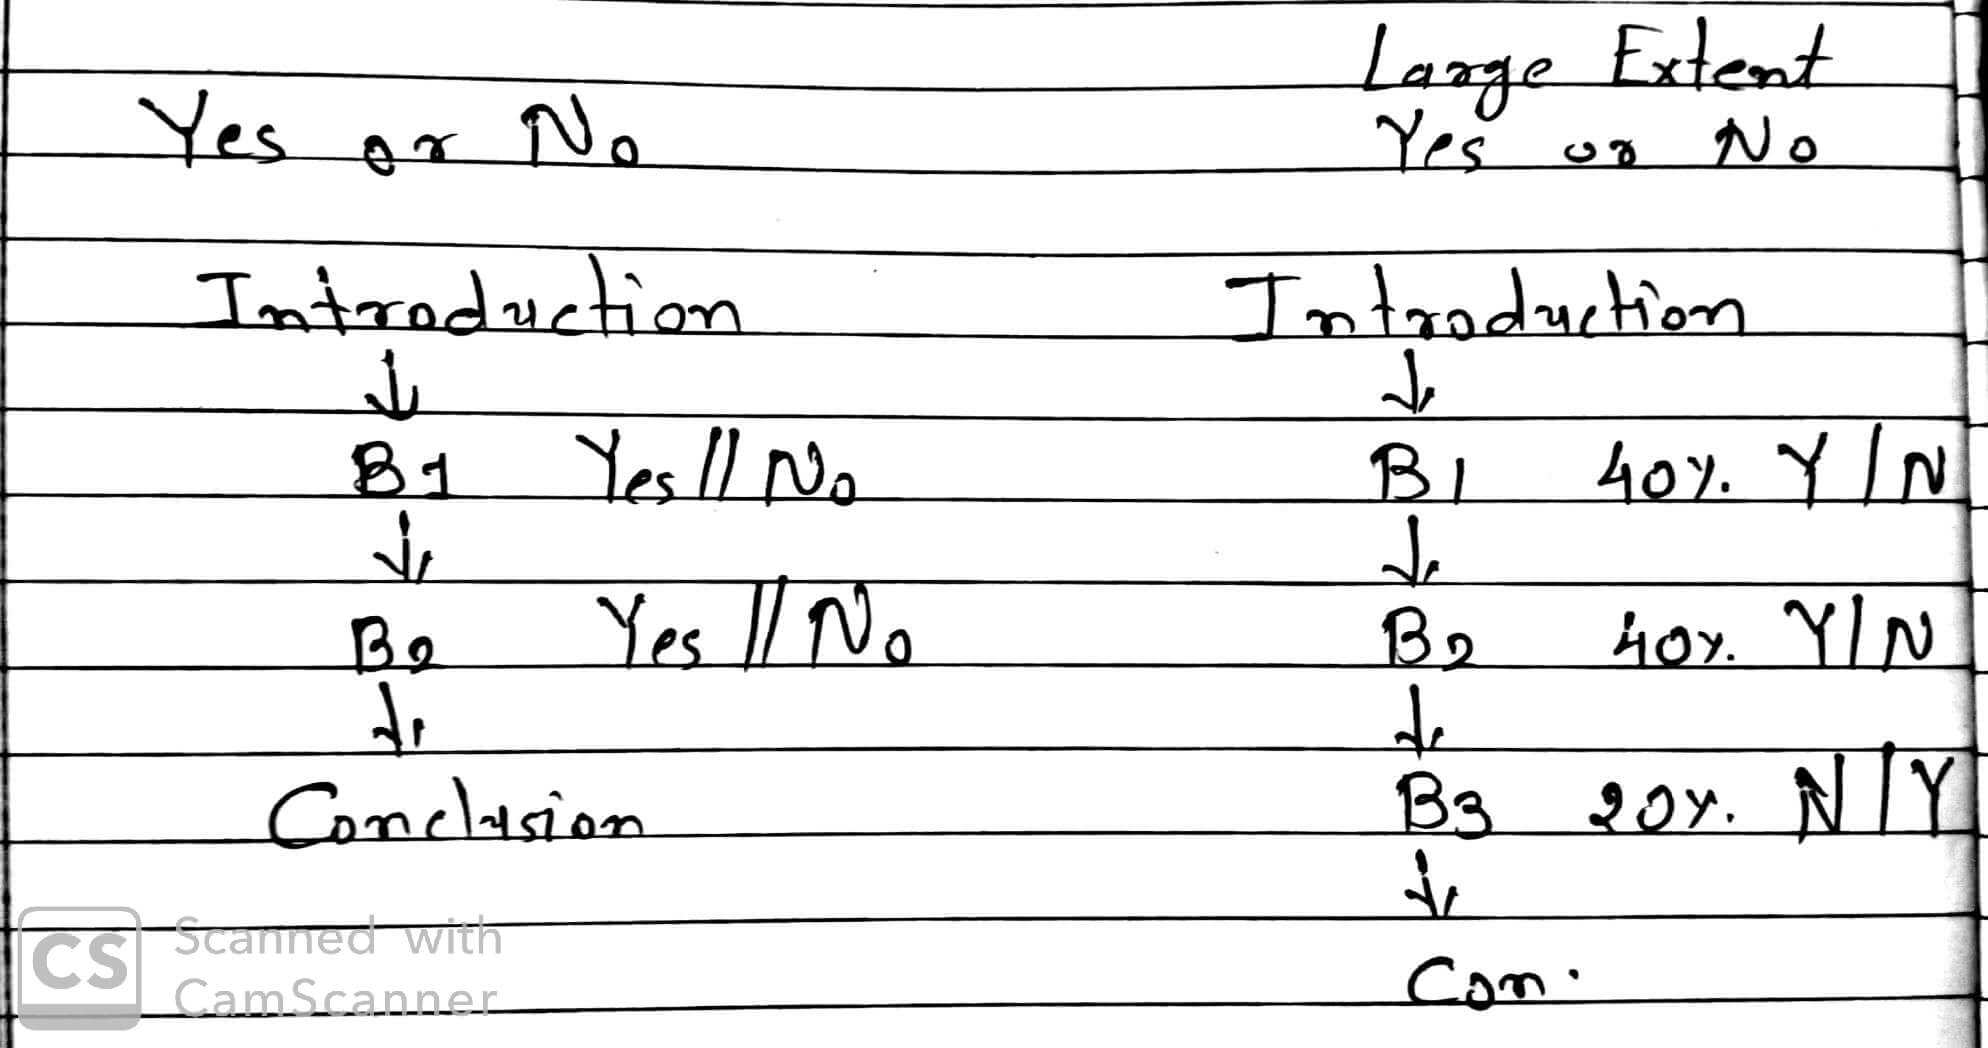 Large Extent
Yes or No
Yes or No
Introduction
Introduction
↓
↓
B1 Yes // No
B1 40% Y / N
↓
↓
B2 Yes // No
B2 40% Y / N
↓
↓
Conclusion
B3 20% N / Y
↓
Con.
CS Scanned with
CamScanner